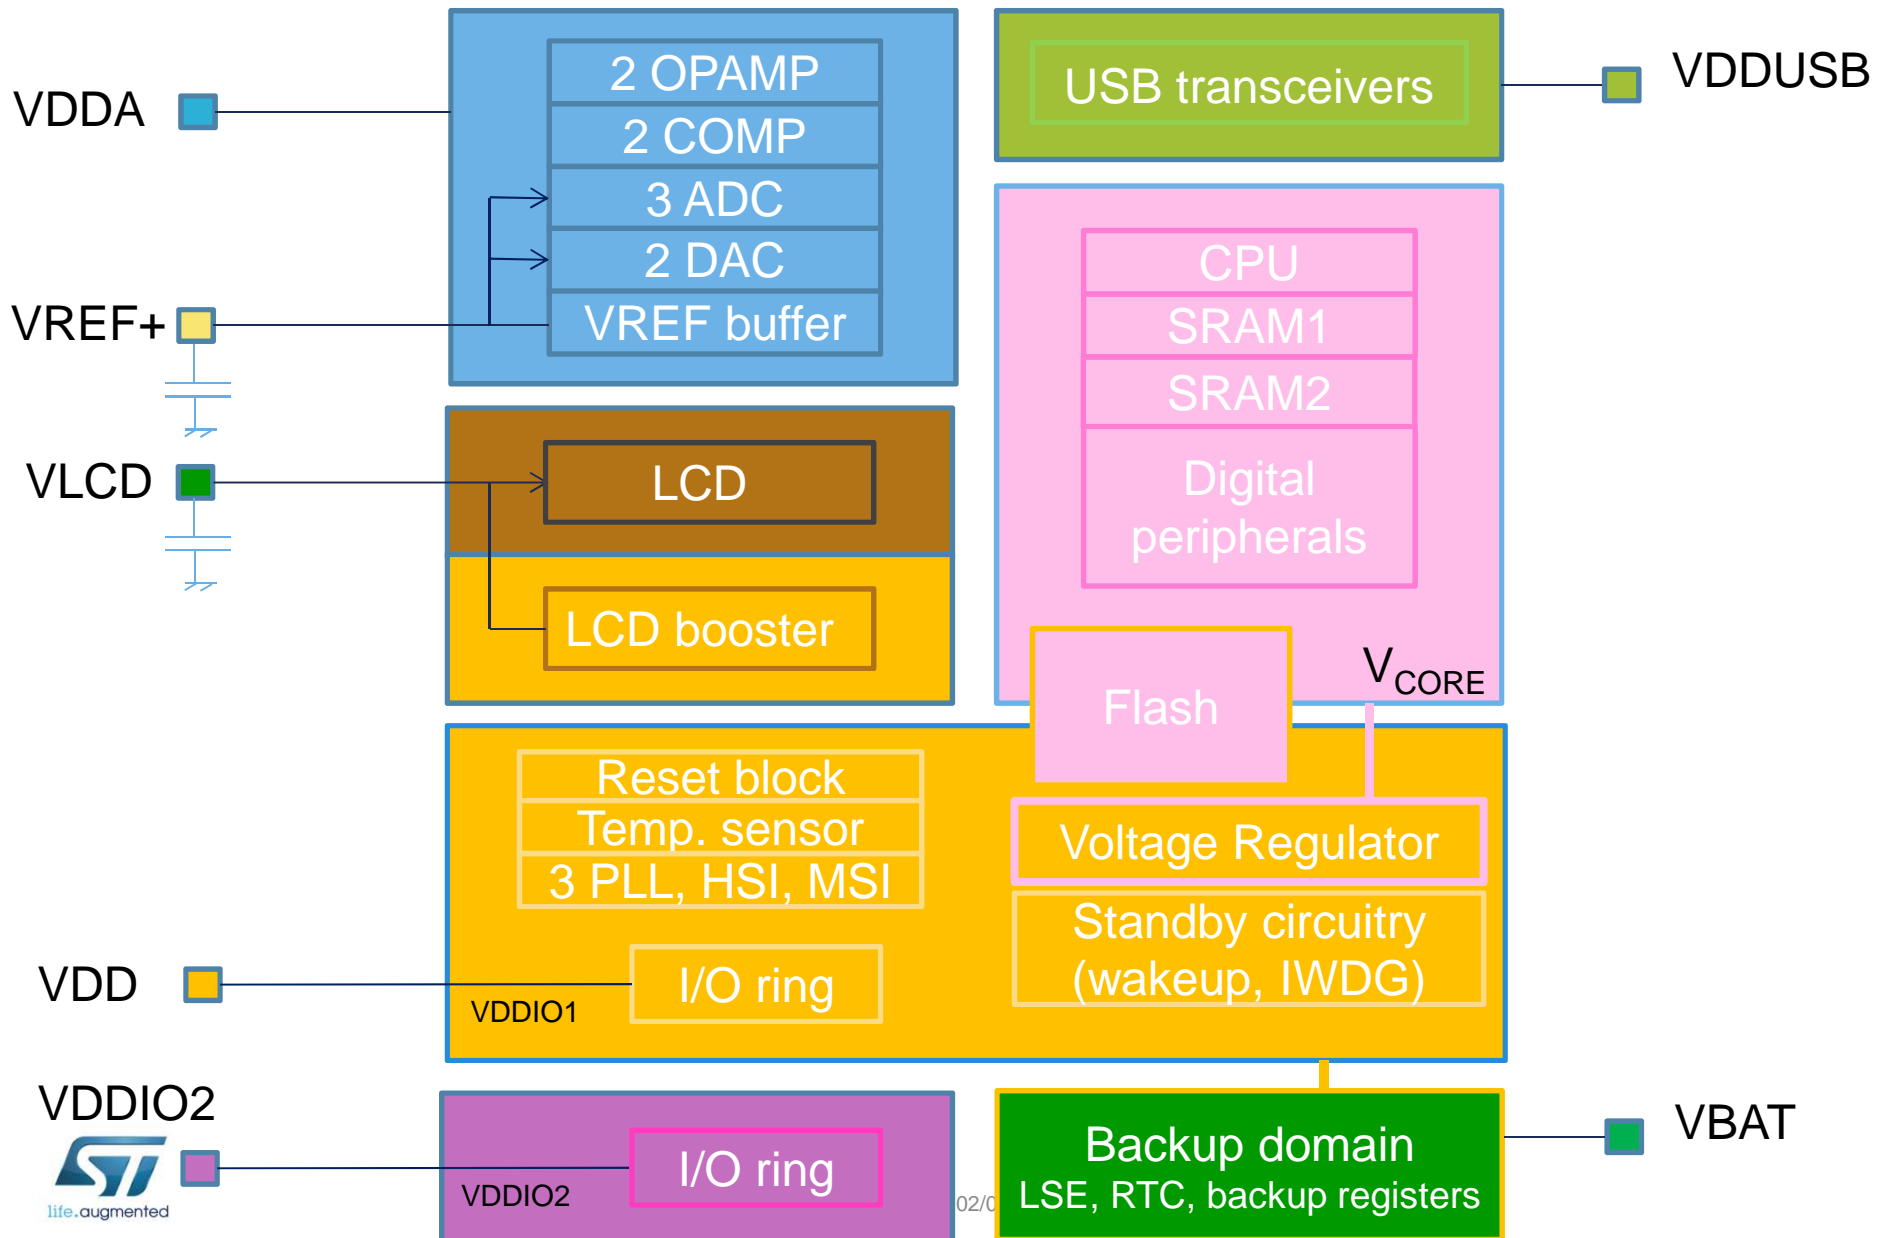 VDDA
2 OPAMP
2 COMP
3 ADC
2 DAC
VREF buffer
VREF+
USB transceivers
VDDUSB
CPU
SRAM1
SRAM2
Digital
peripherals
VLCD
LCD
LCD booster
VCORE
Flash
Reset block
Temp. sensor
3 PLL, HSI, MSI
Voltage Regulator
Standby circuitry
(wakeup, IWDG)
VDD
VDDIO1
I/O ring
VDDIO2
VDDIO2
I/O ring
Backup domain
LSE, RTC, backup registers
VBAT
ST
life.augmented